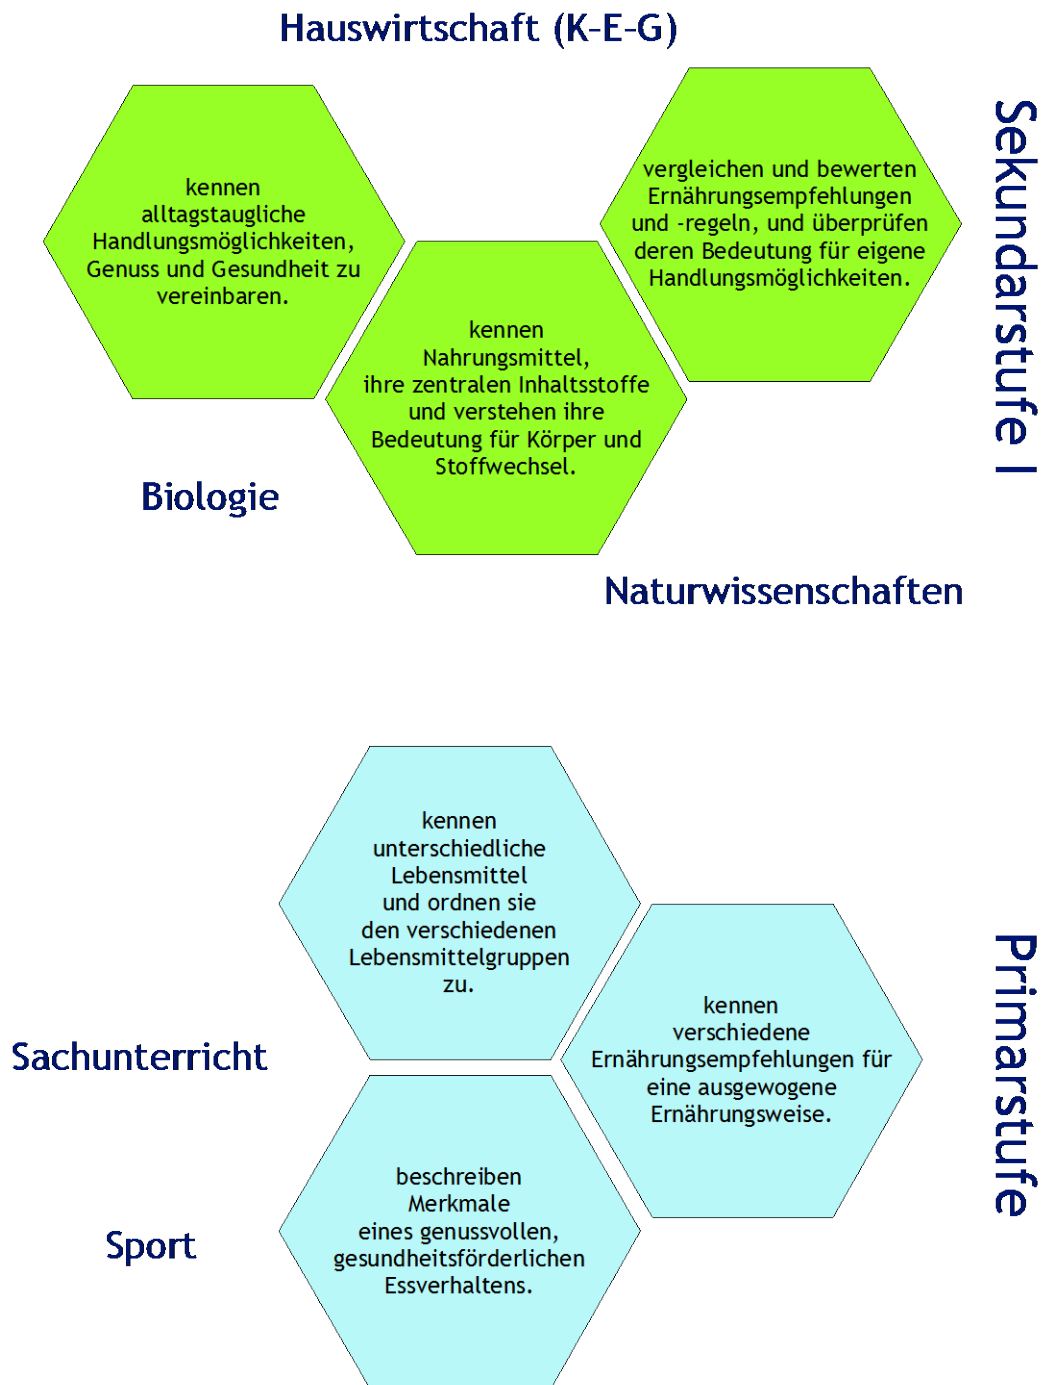 Hauswirtschaft (K-E-G)
kennen
alltagstaugliche
Handlungsmöglichkeiten,
Genuss und Gesundheit zu
vereinbaren.
vergleichen und bewerten
Ernährungsempfehlungen
und -regeln, und überprüfen
deren Bedeutung für eigene
Handlungsmöglichkeiten.
Sekundarstufe I
kennen
Nahrungsmittel,
ihre zentralen Inhaltsstoffe
und verstehen ihre
Bedeutung für Körper und
Stoffwechsel.
Biologie
Naturwissenschaften
kennen
unterschiedliche
Lebensmittel
und ordnen sie
den verschiedenen
Lebensmittelgruppen
zu.
kennen
verschiedene
Ernährungsempfehlungen für
eine ausgewogene
Ernährungsweise.
Primarstufe
Sachunterricht
beschreiben
Merkmale
eines genussvollen,
gesundheitsförderlichen
Essverhaltens.
Sport